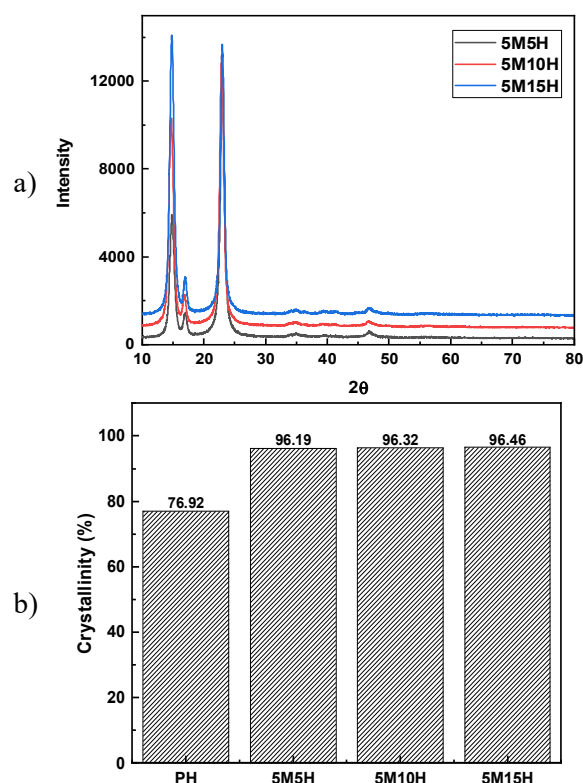 a)
Intensity
14000
12000
8000
4000
0
5M5H
5M10H
5M15H
10 20 30 40 50 60 70 80
2θ
b)
Crystallinity (%)
100
80
60
40
20
0
76.92
96.19
96.32
96.46
PH 5M5H 5M10H 5M15H